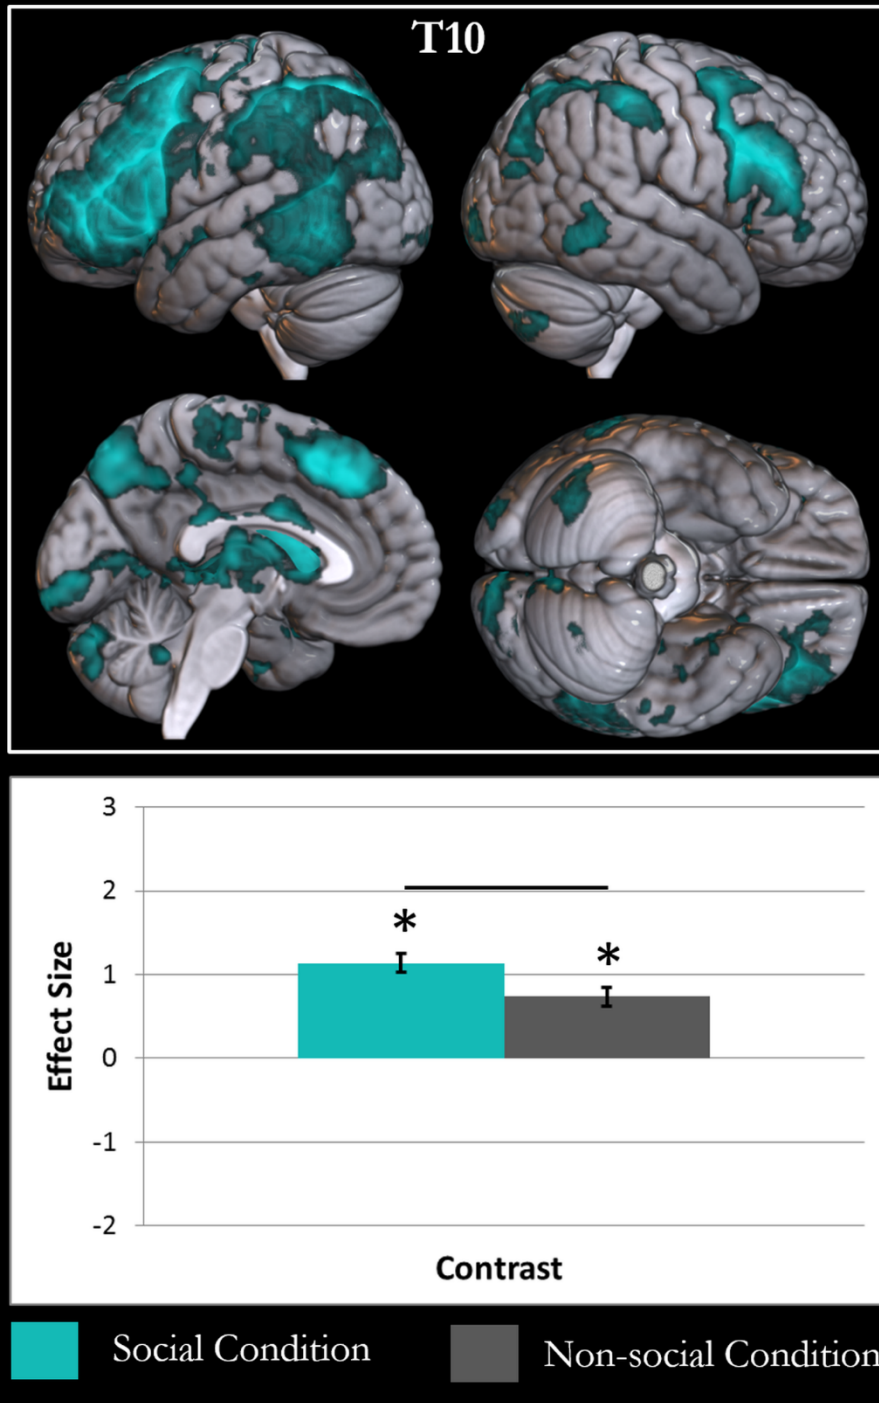 T10
3
2
*
*
1
0
-1
-2
Effect Size
Contrast
Social Condition
Non-social Condition